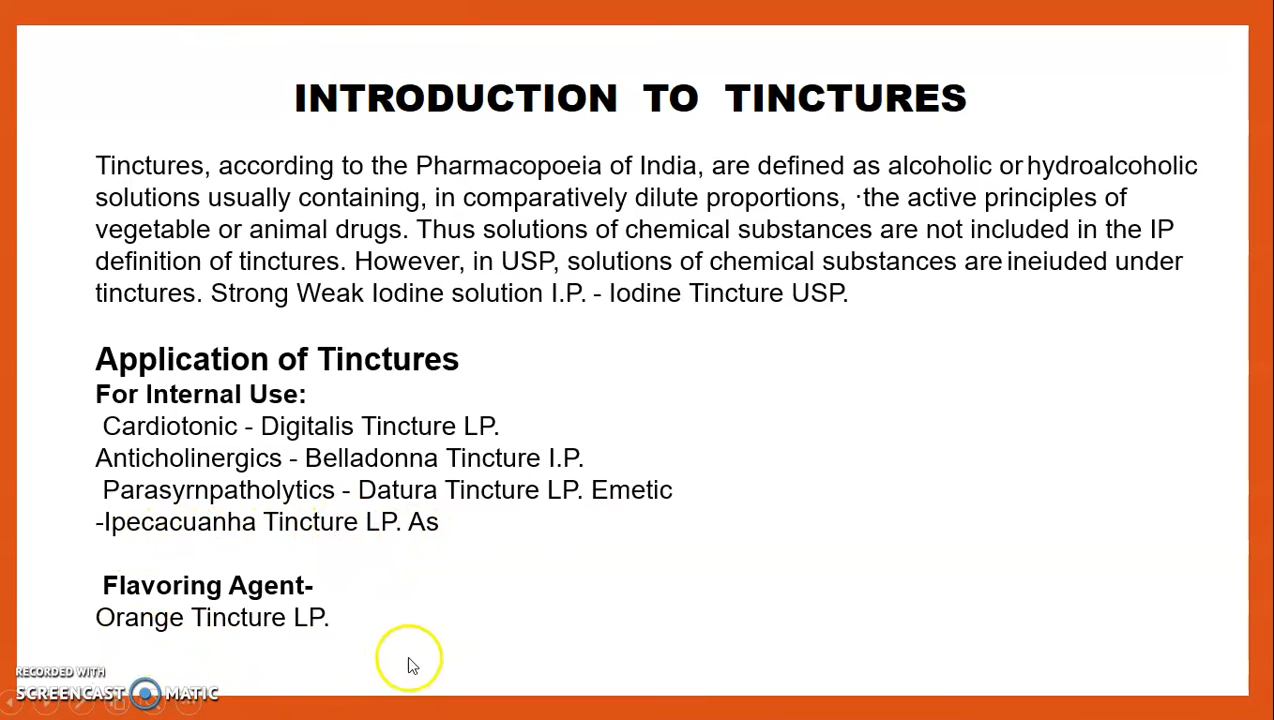 INTRODUCTION TO TINCTURES
Tinctures, according to the Pharmacopoeia of India, are defined as alcoholic or hydroalcoholic
solutions usually containing, in comparatively dilute proportions, ·the active principles of
vegetable or animal drugs. Thus solutions of chemical substances are not included in the IP
definition of tinctures. However, in USP, solutions of chemical substances are ineiuded under
tinctures. Strong Weak Iodine solution I.P. - Iodine Tincture USP.
Application of Tinctures
For Internal Use:
Cardiotonic - Digitalis Tincture LP.
Anticholinergics - Belladonna Tincture I.P.
Parasyrnpatholytics - Datura Tincture LP. Emetic
-Ipecacuanha Tincture LP. As
Flavoring Agent-
Orange Tincture LP.
RECORDED WITH
SCREENCAST MATIC